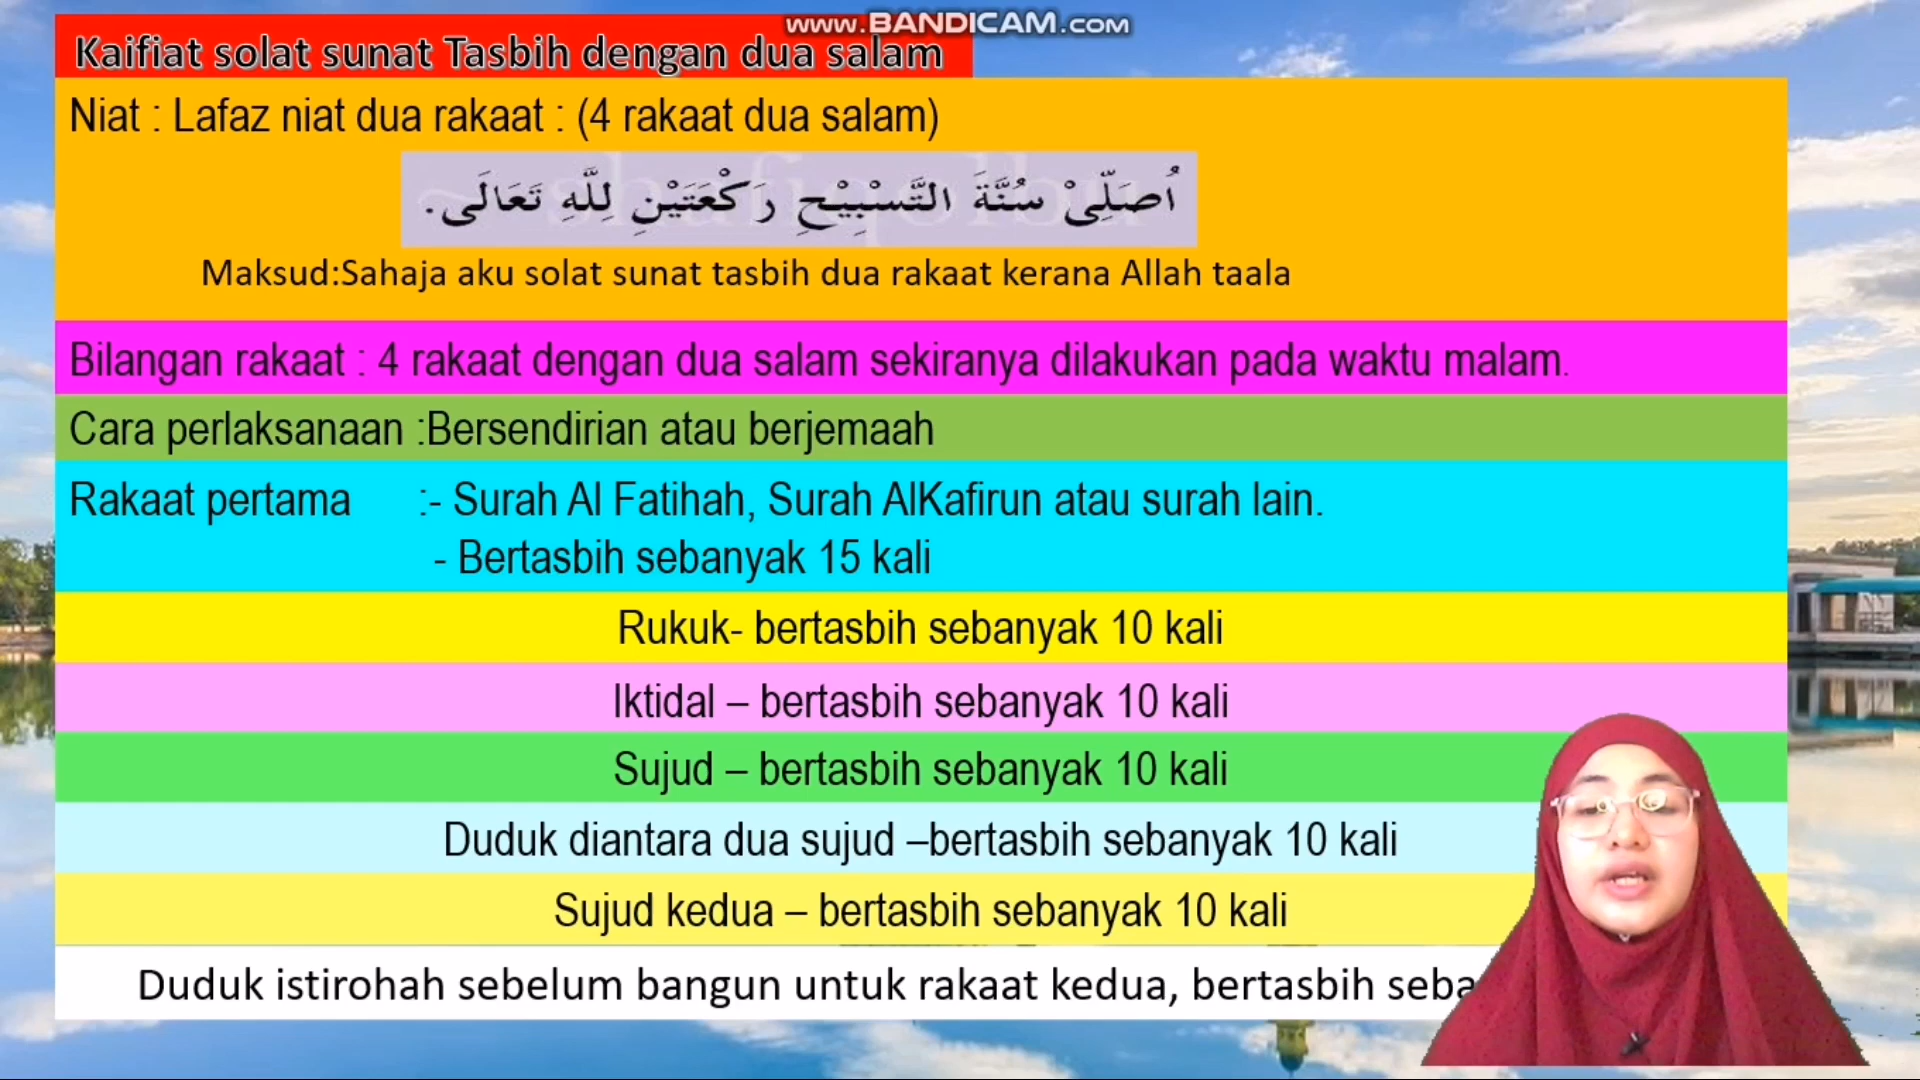 www.BANDICAM.com
Kaifiat solat sunat Tasbih dengan dua salam
Niat : Lafaz niat dua rakaat : (4 rakaat dua salam)
اُصَلِّىْ سُنَّةَ التَّسْبِيْحِ رَكْعَتَيْنِ لِلَّهِ تَعَالَى.
Maksud:Sahaja aku solat sunat tasbih dua rakaat kerana Allah taala
Bilangan rakaat : 4 rakaat dengan dua salam sekiranya dilakukan pada waktu malam.
Cara perlaksanaan :Bersendirian atau berjemaah
Rakaat pertama :- Surah Al Fatihah, Surah AlKafirun atau surah lain.
- Bertasbih sebanyak 15 kali
Rukuk- bertasbih sebanyak 10 kali
Iktidal – bertasbih sebanyak 10 kali
Sujud – bertasbih sebanyak 10 kali
Duduk diantara dua sujud –bertasbih sebanyak 10 kali
Sujud kedua – bertasbih sebanyak 10 kali
Duduk istirohah sebelum bangun untuk rakaat kedua, bertasbih seba